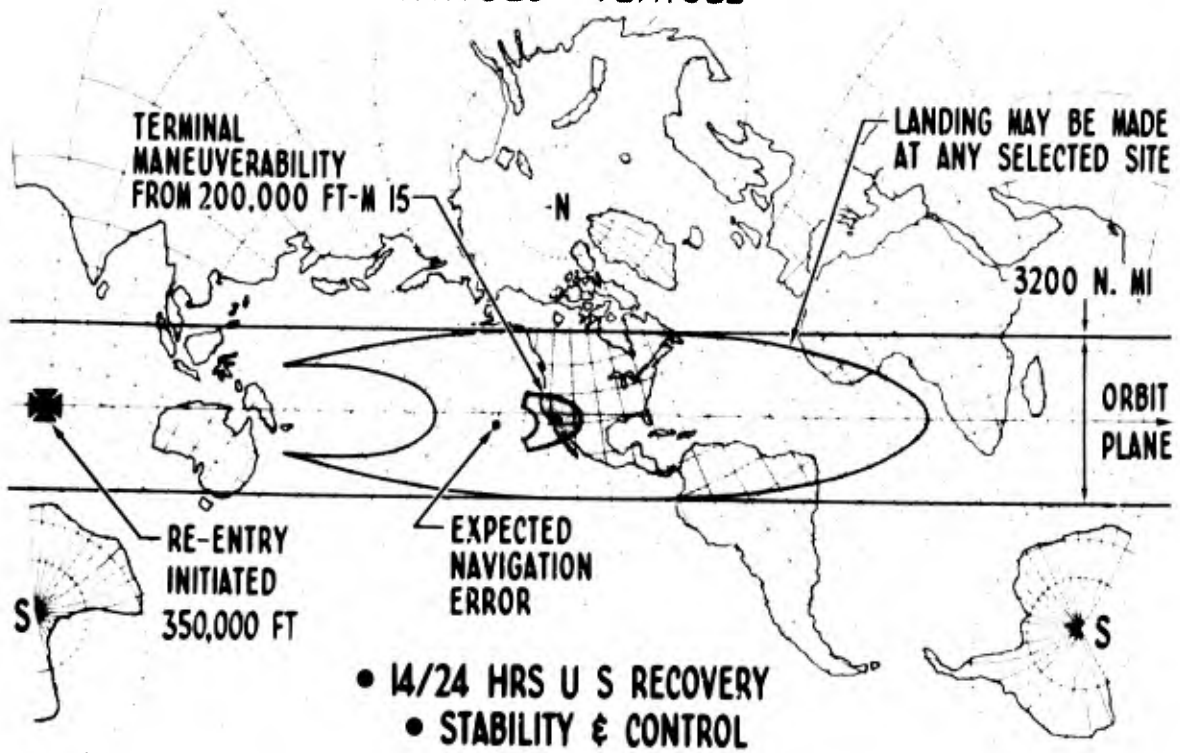 TERMINAL
MANEUVERABILITY
FROM 200,000 FT-M 15
LANDING MAY BE MADE
AT ANY SELECTED SITE
N
3200 N. MI
ORBIT
PLANE
RE-ENTRY
INITIATED
350,000 FT
EXPECTED
NAVIGATION
ERROR
S
S
• 14/24 HRS U S RECOVERY
• STABILITY & CONTROL